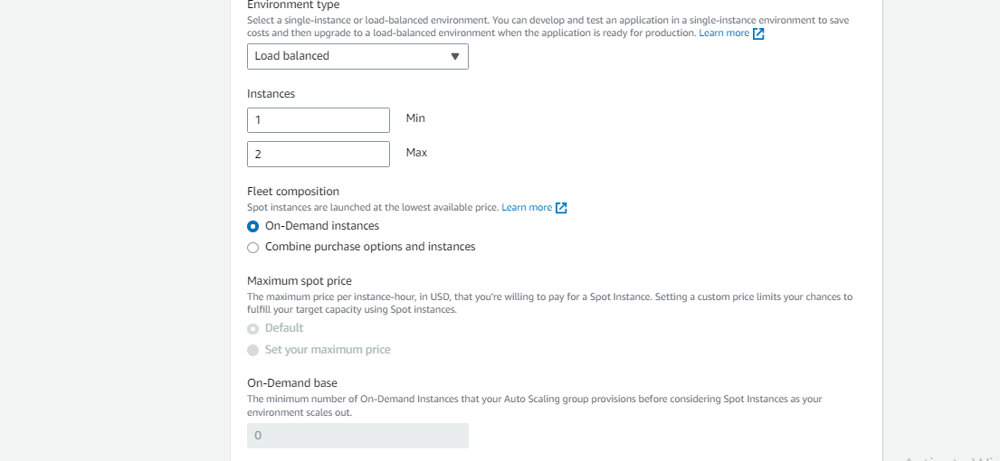 Environment type
Select a single-instance or load-balanced environment. You can develop and test an application in a single-instance environment to save
costs and then upgrade to a load-balanced environment when the application is ready for production. Learn more
Load balanced
Instances
1 Min
2 Max
Fleet composition
Spot instances are launched at the lowest available price. Learn more
On-Demand instances
Combine purchase options and instances
Maximum spot price
The maximum price per instance-hour, in USD, that you're willing to pay for a Spot Instance. Setting a custom price limits your chances to
fulfill your target capacity using Spot instances.
Default
Set your maximum price
On-Demand base
The minimum number of On-Demand Instances that your Auto Scaling group provisions before considering Spot Instances as your
environment scales out.
0